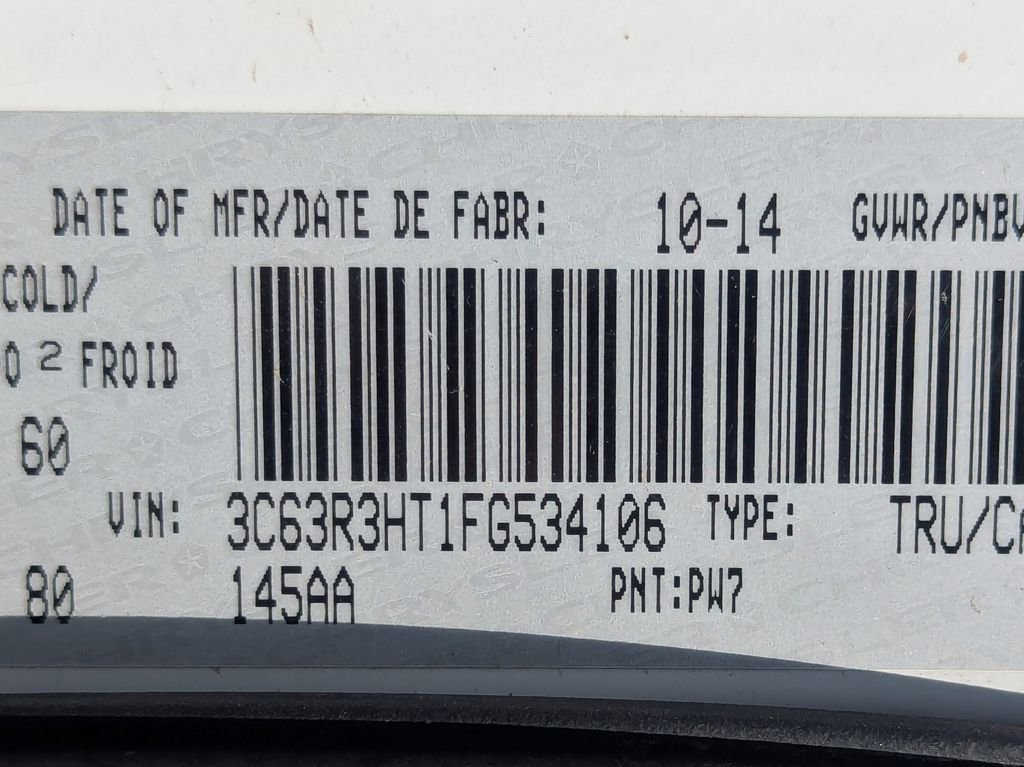 DATE OF MFR/DATE DE FABR: 10-14 GVWR/PNBV
COLD/
O 2 FROID
60
VIN: 3C63R3HT1FG534106 TYPE: TRU/CA
80 145AA PNT:PW7